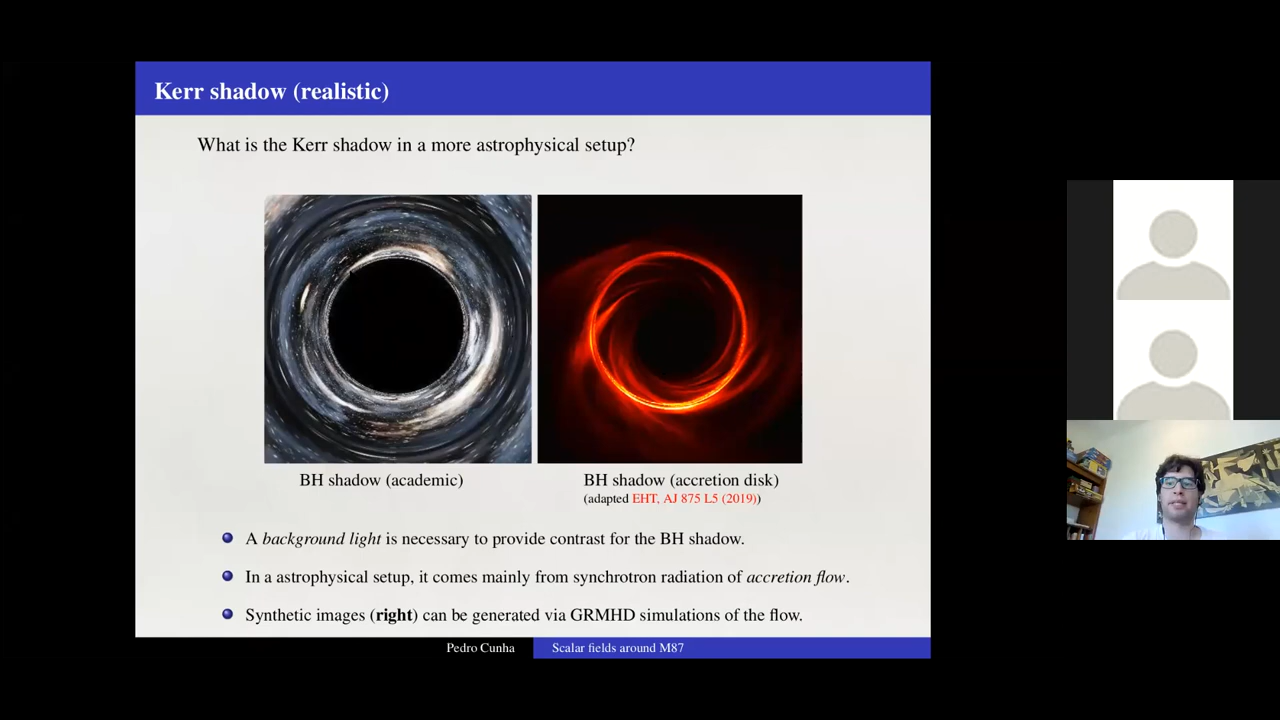 Kerr shadow (realistic)
What is the Kerr shadow in a more astrophysical setup?
BH shadow (academic)
BH shadow (accretion disk)
(adapted EHT, AJ 875 L5 (2019))
A background light is necessary to provide contrast for the BH shadow.
In a astrophysical setup, it comes mainly from synchrotron radiation of accretion flow.
Synthetic images (right) can be generated via GRMHD simulations of the flow.
Pedro Cunha
Scalar fields around M87